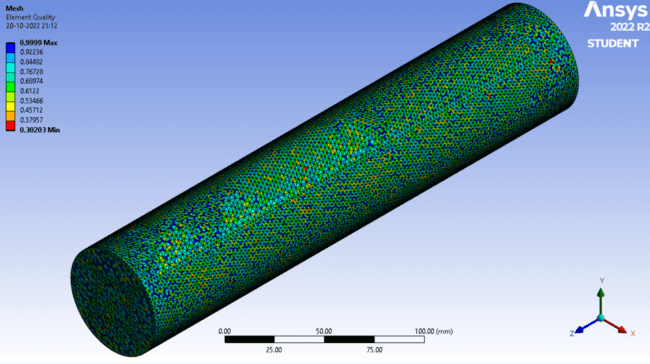 Mesh
Element Quality
20-10-2022 21:12
0.9999 Max
0.92236
0.84482
0.76728
0.68974
0.6122
0.53466
0.45712
0.37957
0.30203 Min
Ansys
2022 R2
STUDENT
0.00
50.00
100.00 (mm)
25.00
75.00
Y
Z
X